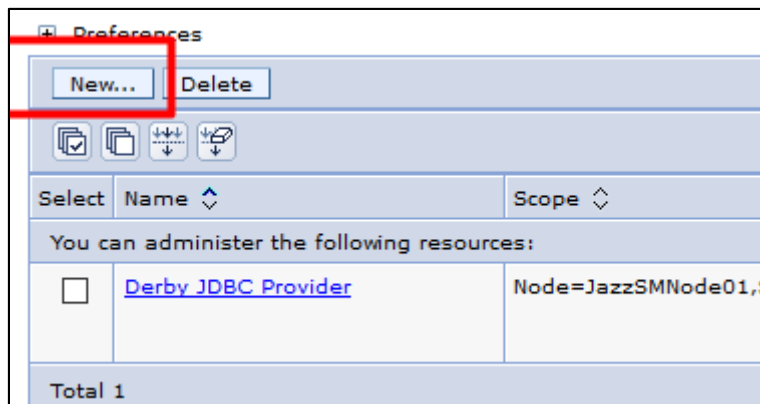 Preferences
New... Delete
Select Name Scope
You can administer the following resources:
Derby JDBC Provider Node=JazzSMNode01,
Total 1